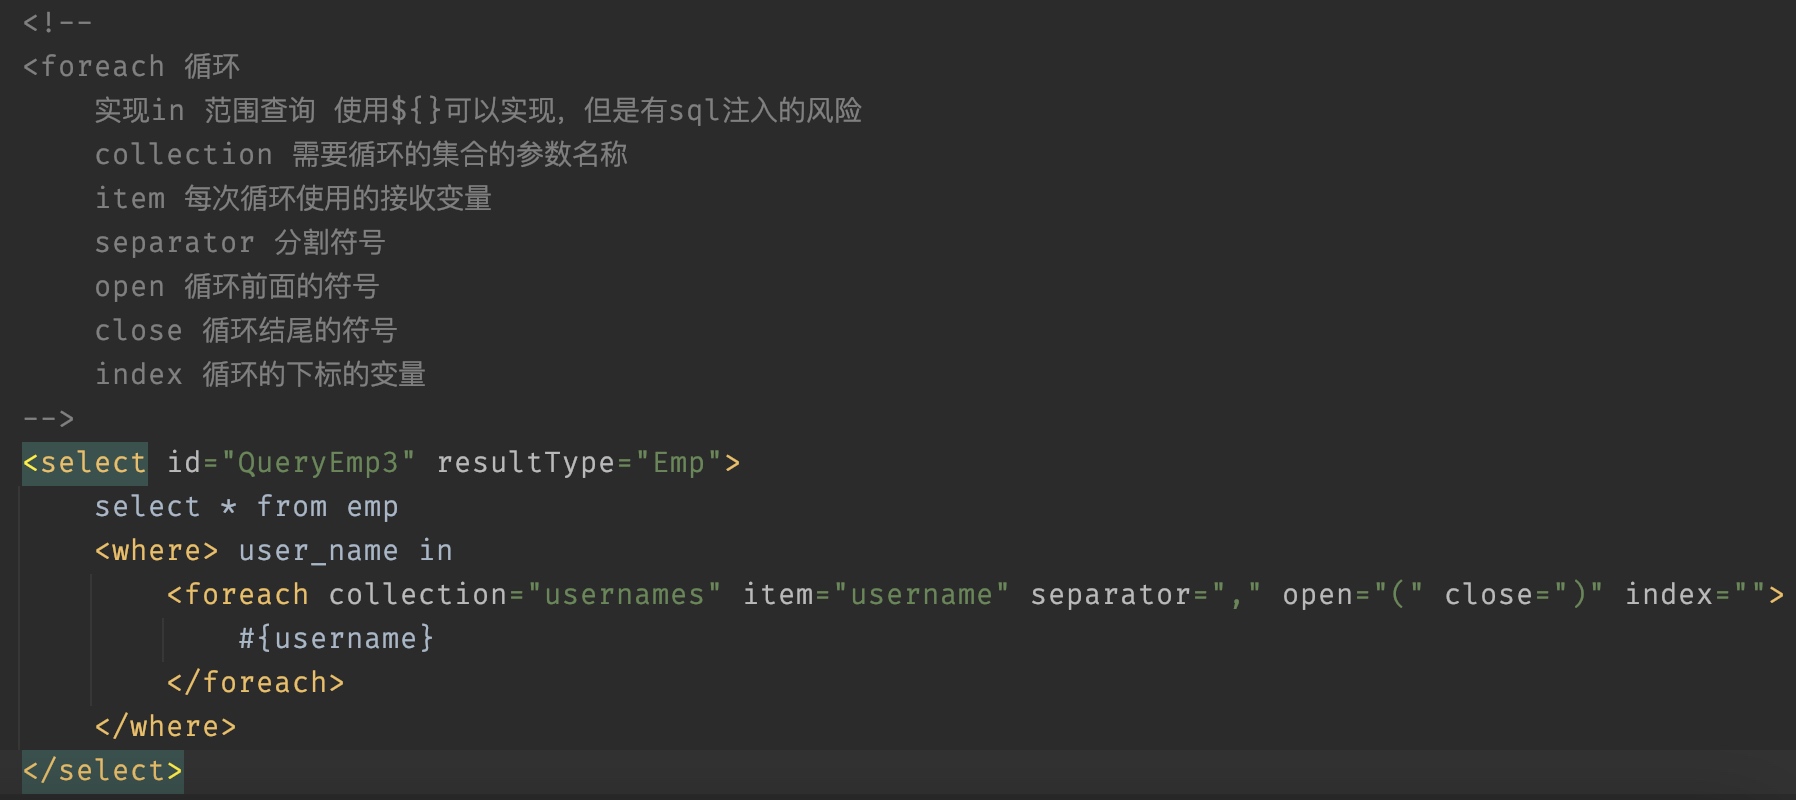 <!--
<foreach 循环
实现in 范围查询 使用${}可以实现，但是有sql注入的风险
collection 需要循环的集合的参数名称
item 每次循环使用的接收变量
separator 分割符号
open 循环前面的符号
close 循环结尾的符号
index 循环的下标的变量
-->
<select id="QueryEmp3" resultType="Emp">
select * from emp
<where> user_name in
<foreach collection="usernames" item="username" separator="," open="(" close=")" index="">
#{username}
</foreach>
</where>
</select>